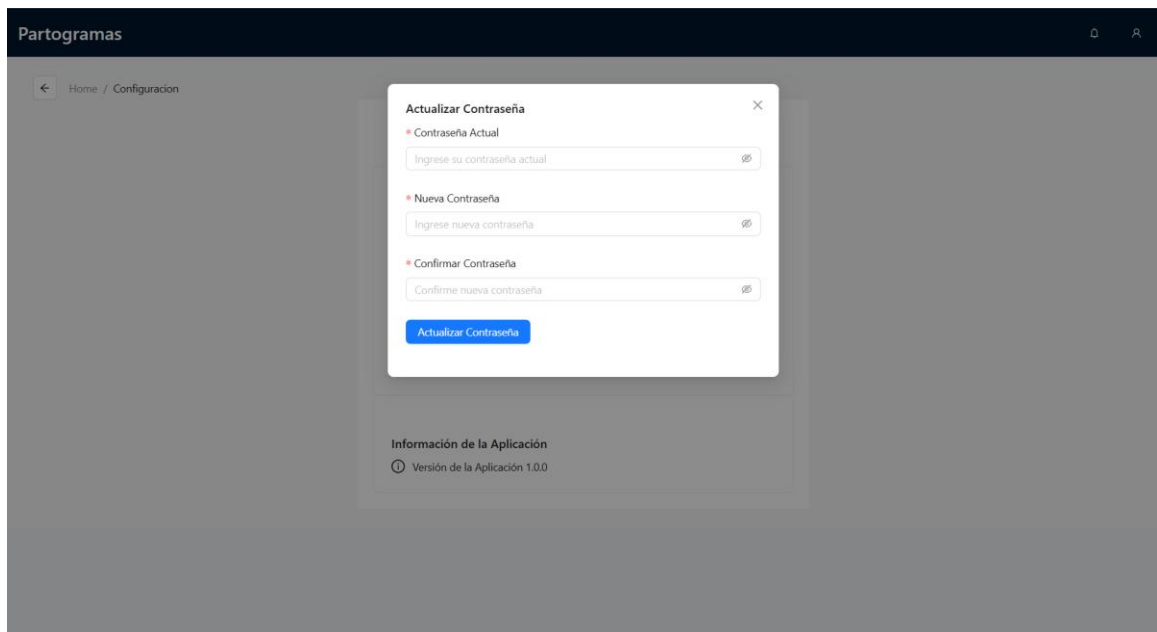 Partogramas
Home / Configuracion
Actualizar Contraseña
* Contraseña Actual
Ingrese su contraseña actual
* Nueva Contraseña
Ingrese nueva contraseña
* Confirmar Contraseña
Confirme nueva contraseña
Actualizar Contraseña
Información de la Aplicación
Versión de la Aplicación 1.0.0